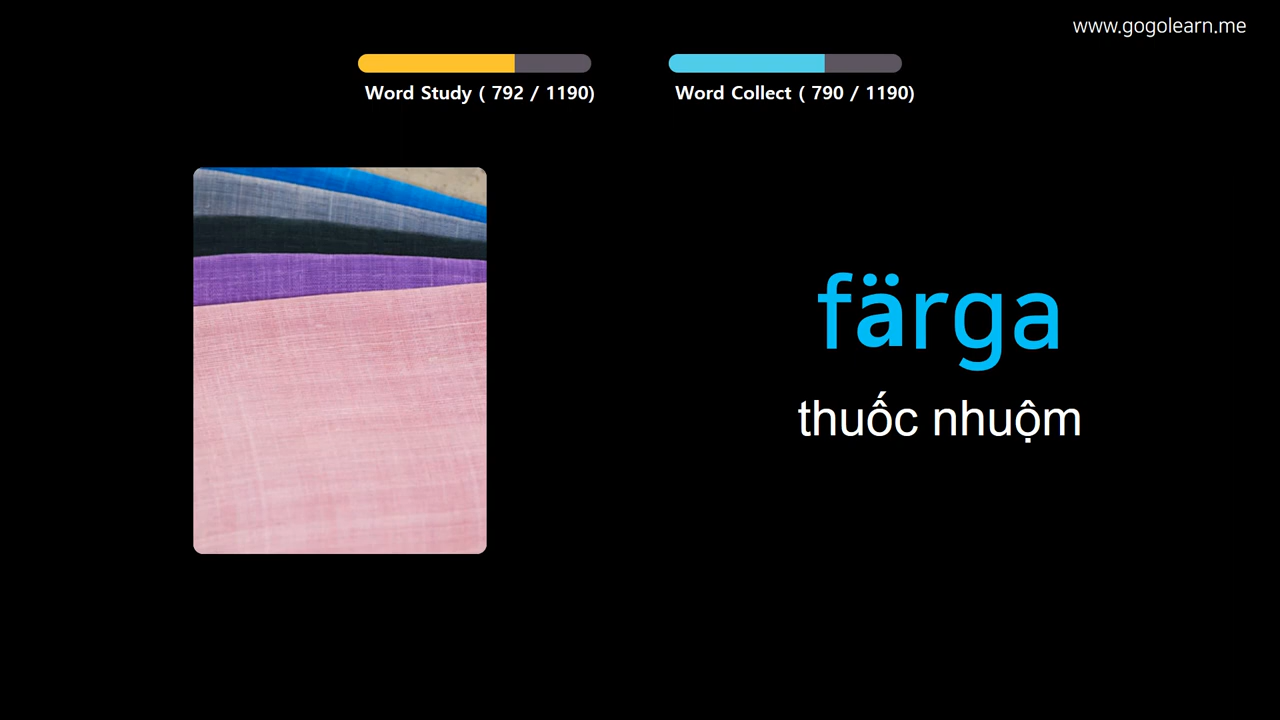 www.gogolearn.me
Word Study ( 792 / 1190)
Word Collect ( 790 / 1190)
färga
thuốc nhuộm